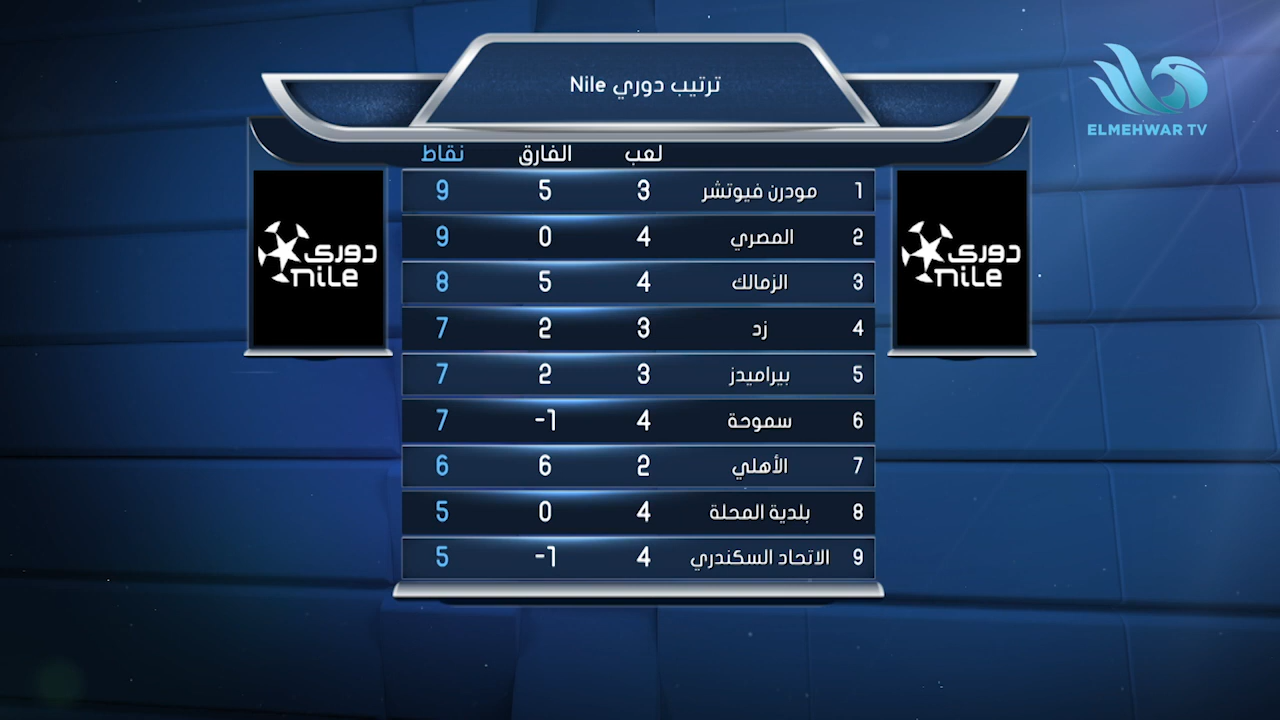 ترتيب دوري Nile
ELMEHWAR TV
لعب الفارق نقاط
دورى
nile
دورى
nile
1 مودرن فيوتشر 3 5 9
2 المصري 4 0 9
3 الزمالك 4 5 8
4 زد 3 2 7
5 بيراميدز 3 2 7
6 سموحة 4 -1 7
7 الأهلي 2 6 6
8 بلدية المحلة 4 0 5
9 الاتحاد السكندري 4 -1 5